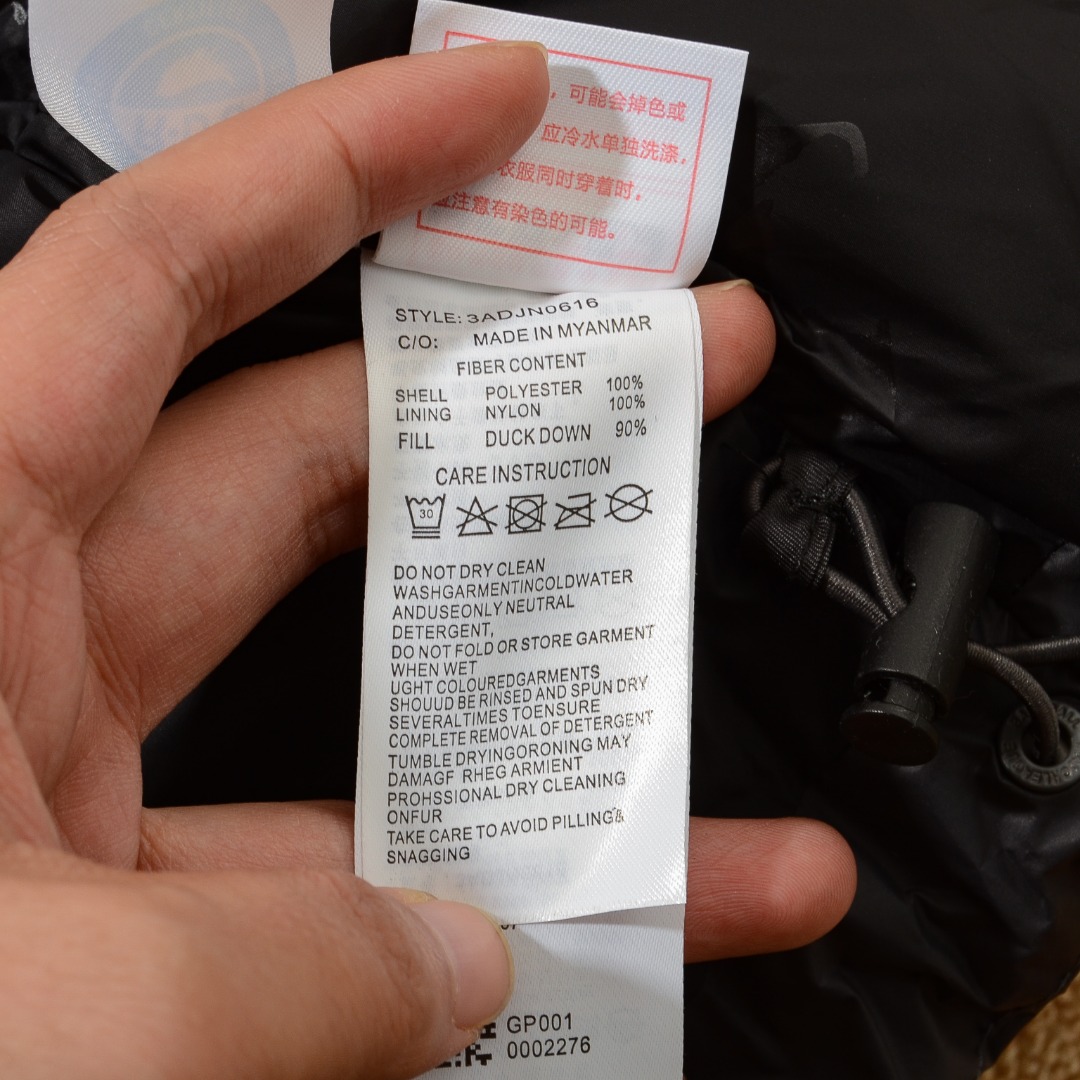 ，可能会掉色或
应冷水单独洗涤，
衣服同时穿着时，
注意有染色的可能。
STYLE: 3ADJN0616
C/O: MADE IN MYANMAR
FIBER CONTENT
SHELL POLYESTER 100%
LINING NYLON 100%
FILL DUCK DOWN 90%
CARE INSTRUCTION
30
DO NOT DRY CLEAN
WASHGARMENTINCOLDWATER
ANDUSEONLY NEUTRAL
DETERGENT,
DO NOT FOLD OR STORE GARMENT
WHEN WET
UGHT COLOUREDGARMENTS
SHOUUD BE RINSED AND SPUN DRY
SEVERALTIMES TOENSURE
COMPLETE REMOVAL OF DETERGENT
TUMBLE DRYINGORONING MAY
DAMAGF RHEG ARMIENT
PROHSSIONAL DRY CLEANING
ONFUR
TAKE CARE TO AVOID PILLING&
SNAGGING
GP001
0002276